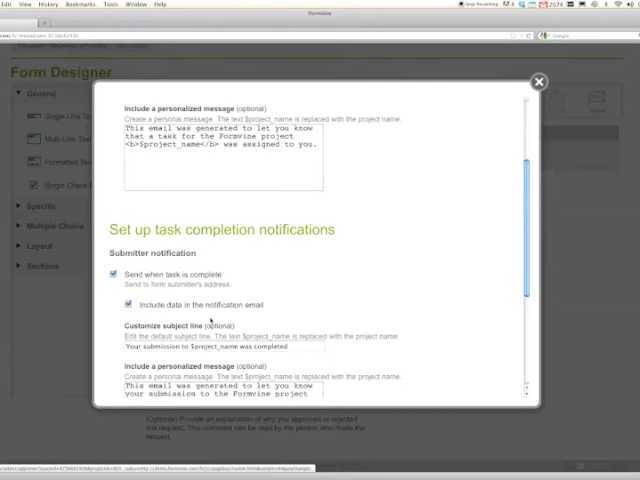 Edit View History Bookmarks Tools Window Help
Formvine
Google
Form Designer
General
Single Line
Multi-Line Text
Formatted
Single Check
Specific
Multiple Choice
Layout
Sections
Include a personalized message (optional)
Create a personal message. The text $project_name is replaced with the project name.
This email was generated to let you know
that a task for the Formvine project
<b>$project_name</b> was assigned to you.
Set up task completion notifications
Submitter notification
Send when task is complete
Send to form submitter's address.
Include data in the notification email
Customize subject line (optional)
Edit the default subject line. The text $project_name is replaced with the project name.
Your submission to $project_name was completed
Include a personalized message (optional)
Create a personal message. The text $project_name is replaced with the project name.
This email was generated to let you know
your submission to the Formvine project
(Optional) Provide an explanation of why you approved or rejected
this request. This comment can be read by the person who made the
request.